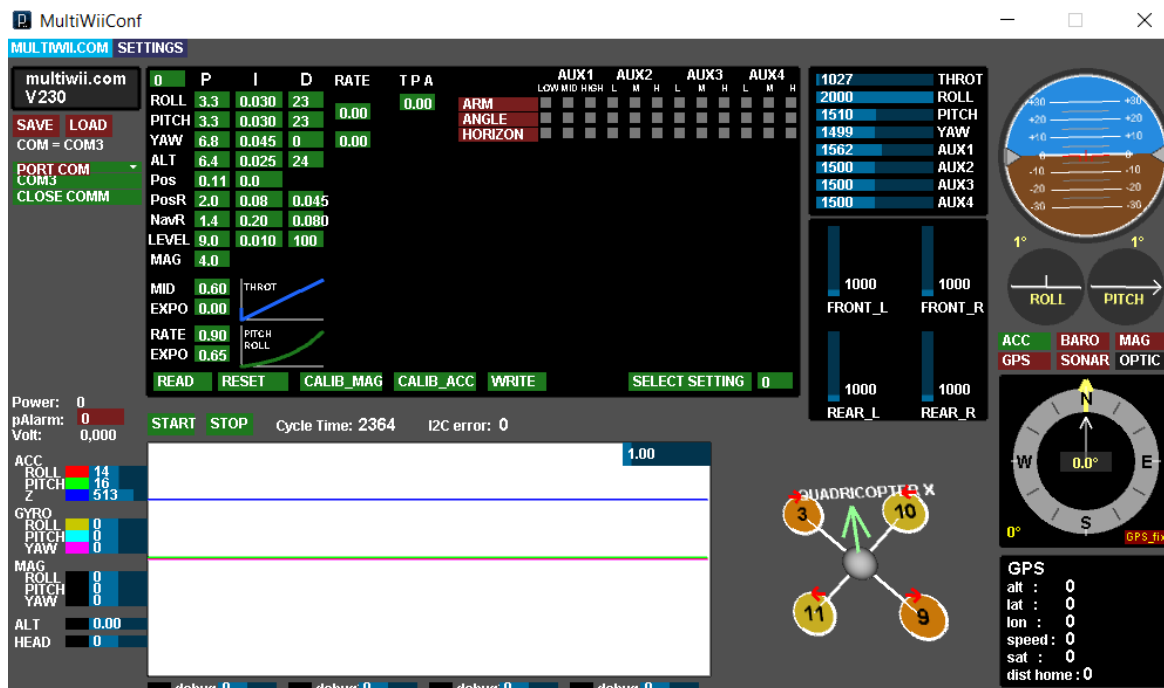 MultiWiiConf
MULTIWII.COM SETTINGS
multiwii.com
V230
SAVE LOAD
COM = COM3
PORT COM
COM3
CLOSE COMM
0 P I D RATE T P A
ROLL 3.3 0.030 23
PITCH 3.3 0.030 23
0.00
0.00
YAW 6.8 0.045 0 0.00
ALT 6.4 0.025 24
Pos 0.11 0.0
PosR 2.0 0.08 0.045
NavR 1.4 0.20 0.080
LEVEL 9.0 0.010 100
MAG 4.0
MID 0.60
EXPO 0.00
THROT
RATE 0.90
EXPO 0.65
PITCH
ROLL
AUX1 AUX2 AUX3 AUX4
LOW MID HIGH L M H L M H L M H
ARM
ANGLE
HORIZON
READ RESET CALIB_MAG CALIB_ACC WRITE SELECT SETTING 0
1027 THROT
2000 ROLL
1510 PITCH
1499 YAW
1562 AUX1
1500 AUX2
1500 AUX3
1500 AUX4
1000 1000
FRONT_L FRONT_R
1000 1000
REAR_L REAR_R
+30 +30
+20 +20
+10 +10
0 0
-10 -10
-20 -20
-30 -30
1° 1°
ROLL PITCH
ACC BARO MAG
GPS SONAR OPTIC
N
W 0.0° E
S
0° GPS_fix
GPS
alt : 0
lat : 0
lon : 0
speed : 0
sat : 0
dist home : 0
Power: 0
pAlarm: 0
Volt: 0,000
START STOP Cycle Time: 2364 I2C error: 0
1.00
ACC
ROLL 14
PITCH 16
Z 513
GYRO
ROLL 0
PITCH 0
YAW 0
MAG
ROLL 0
PITCH 0
YAW 0
ALT 0.00
HEAD 0
QUADRICOPTER X
3 10
11 9
debug 0 debug 0 debug 0 debug 0